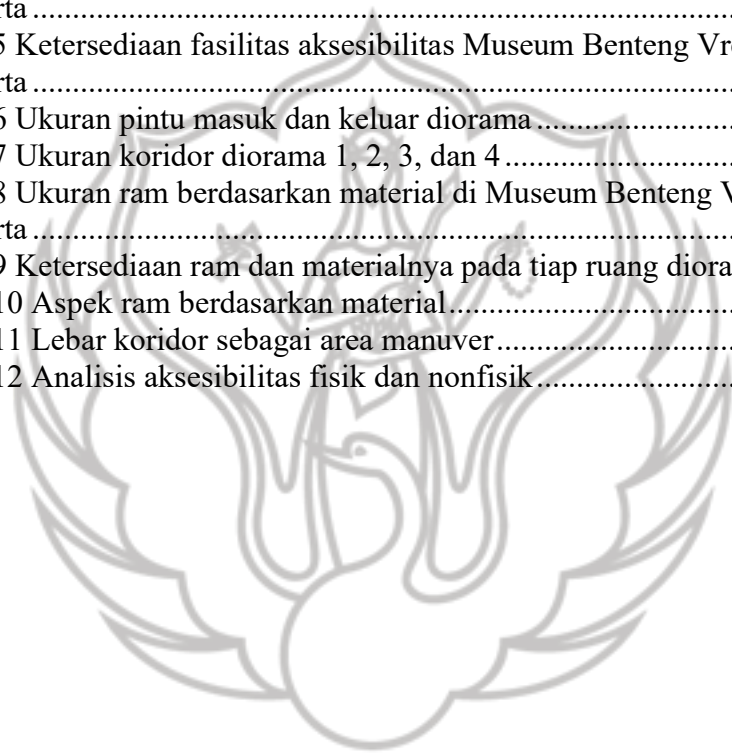 rta ........................................................................................
5 Ketersediaan fasilitas aksesibilitas Museum Benteng Vre
rta ........................................................................................
6 Ukuran pintu masuk dan keluar diorama ........................
7 Ukuran koridor diorama 1, 2, 3, dan 4 ............................
8 Ukuran ram berdasarkan material di Museum Benteng V
rta ........................................................................................
9 Ketersediaan ram dan materialnya pada tiap ruang diora
10 Aspek ram berdasarkan material ...................................
11 Lebar koridor sebagai area manuver ..............................
12 Analisis aksesibilitas fisik dan nonfisik .........................